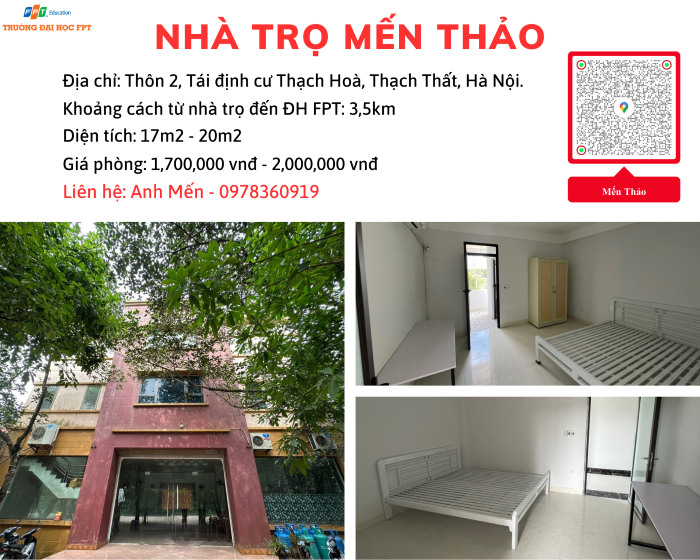 FPT Education
TRƯỜNG ĐẠI HỌC FPT
NHÀ TRỌ MẾN THẢO
Địa chỉ: Thôn 2, Tái định cư Thạch Hoà, Thạch Thất, Hà Nội.
Khoảng cách từ nhà trọ đến ĐH FPT: 3,5km
Diện tích: 17m2 - 20m2
Giá phòng: 1,700,000 vnđ - 2,000,000 vnđ
Liên hệ: Anh Mến - 0978360919
Mến Thảo